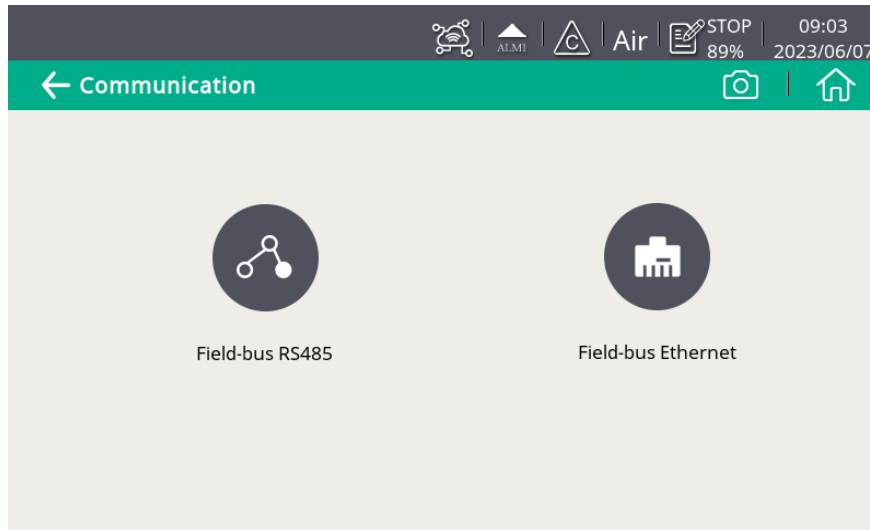 ALM1
C
Air
STOP
89%
09:03
2023/06/07
Communication
Field-bus RS485
Field-bus Ethernet